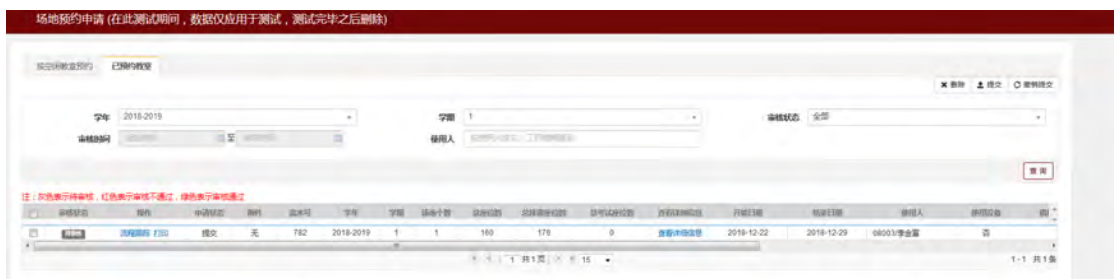 场地预约申请 (在此测试期间，数据仅应用于测试，测试完毕之后删除)
按空闲教室预约 已预约教室
删除 提交 撤销提交
学年 2018-2019 学期 1 审核状态 全部
审核时间 至 使用人
查 询
注：灰色表示待审核，红色表示审核不通过，绿色表示审核通过
审核状态 操作 申请状态 附件 流水号 学年 学期 场地个数 总座位数 总排课座位数 总考试座位数 查看详细信息 开始日期 结束日期 使用人 使用设备
待审核 流程跟踪 打印 提交 无 782 2018-2019 1 1 160 176 0 查看详细信息 2018-12-22 2018-12-29 08003/李金富 否
1 共1页 15 1-1 共1条